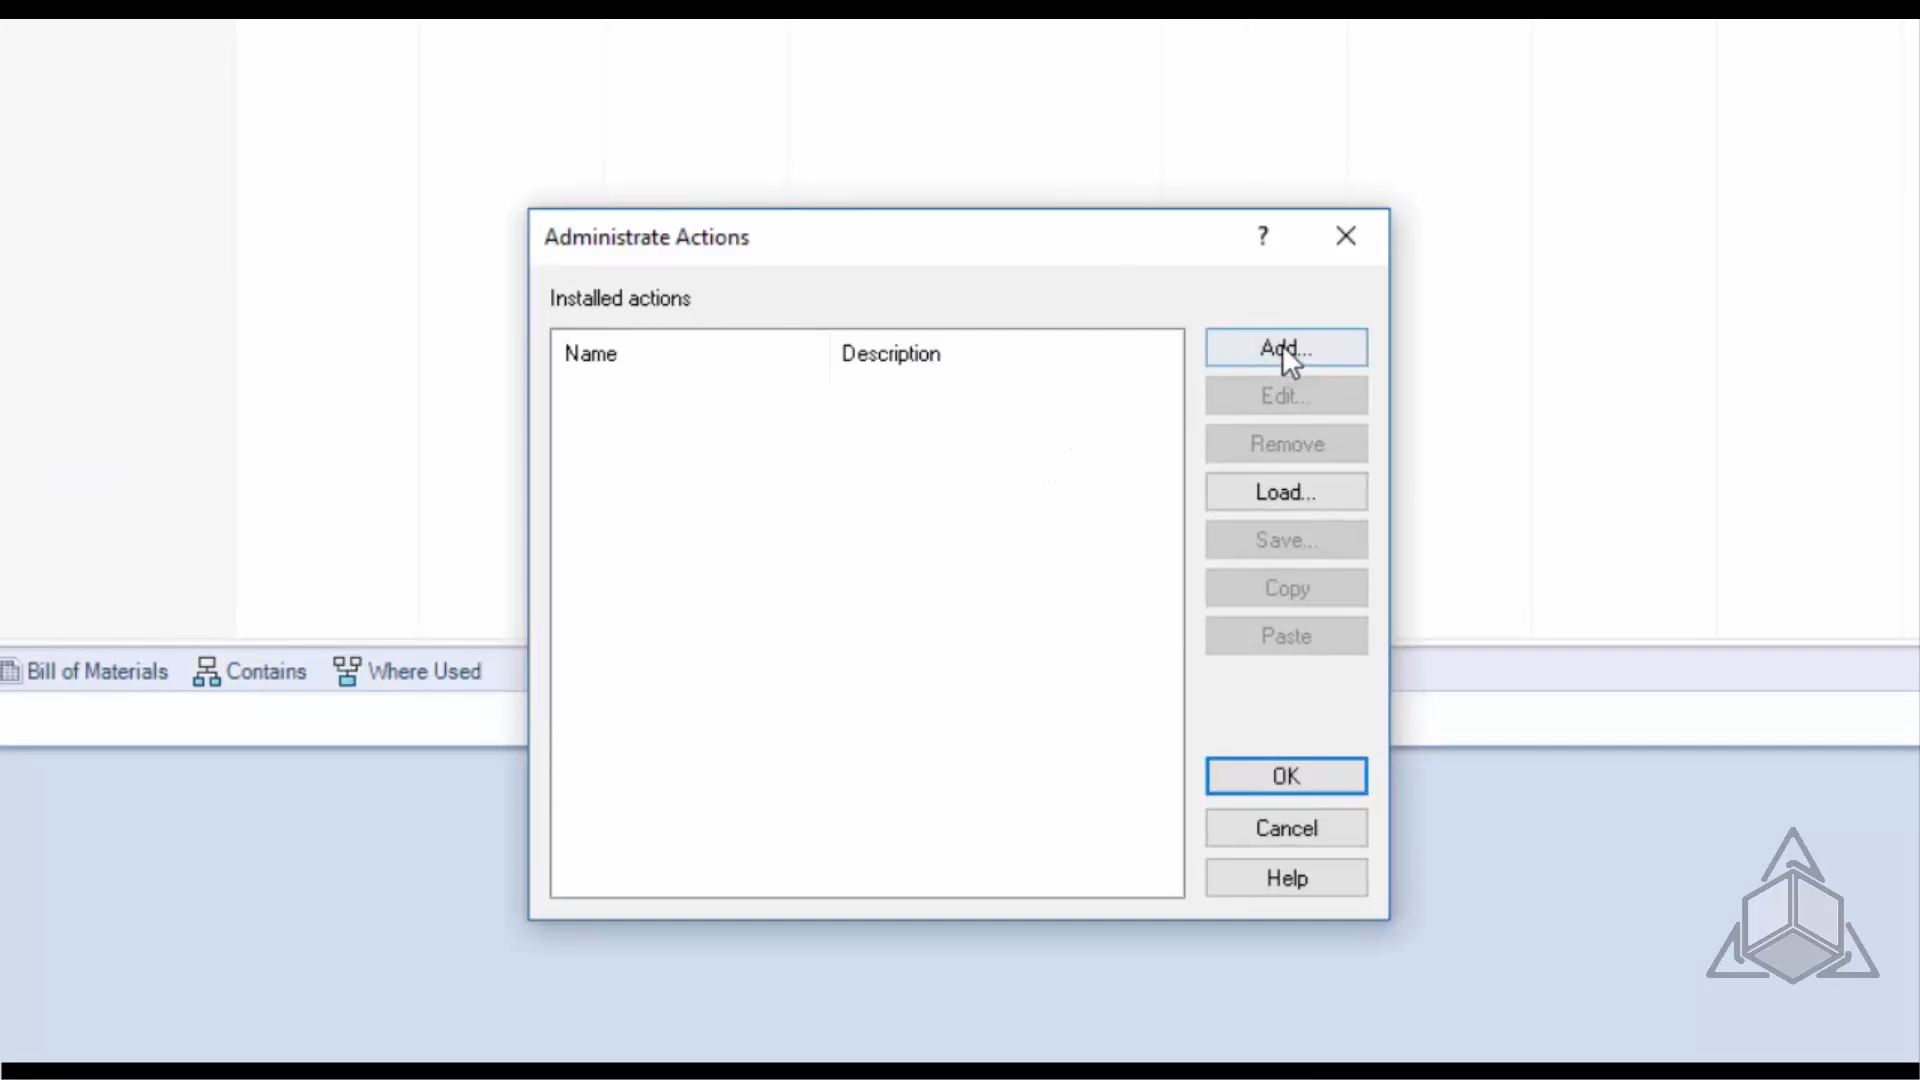 Administrate Actions
?
Installed actions
Name
Description
Add...
Edit...
Remove
Load...
Save...
Copy
Paste
Bill of Materials
Contains
Where Used
OK
Cancel
Help